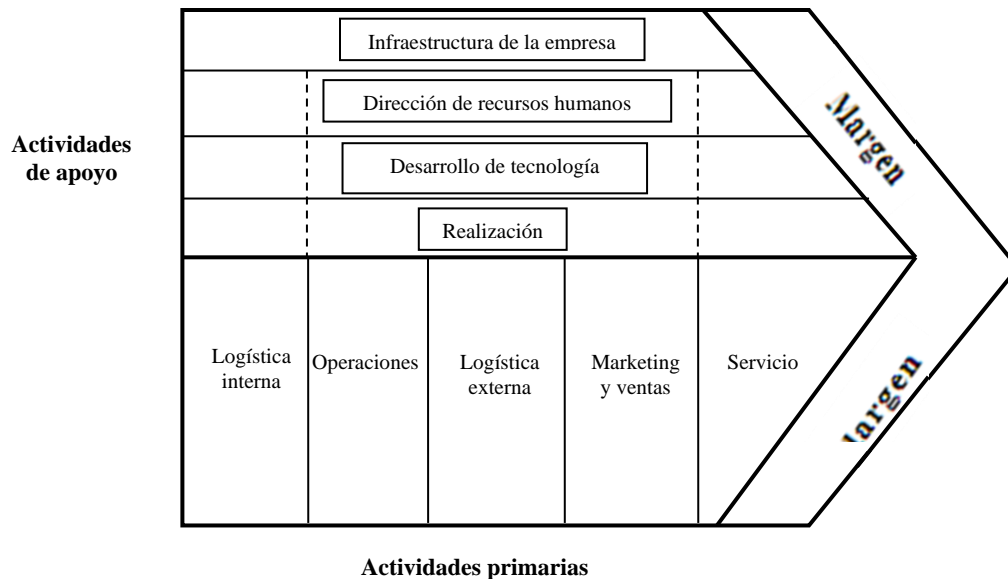 Infraestructura de la empresa
Dirección de recursos humanos
Margen
Actividades
de apoyo
Desarrollo de tecnología
Realización
Logística
interna
Operaciones
Logística
externa
Marketing
y ventas
Servicio
largen
Actividades primarias